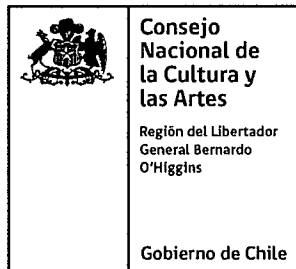 Consejo
Nacional de
la Cultura y
las Artes
Región del Libertador
General Bernardo
O'Higgins
Gobierno de Chile